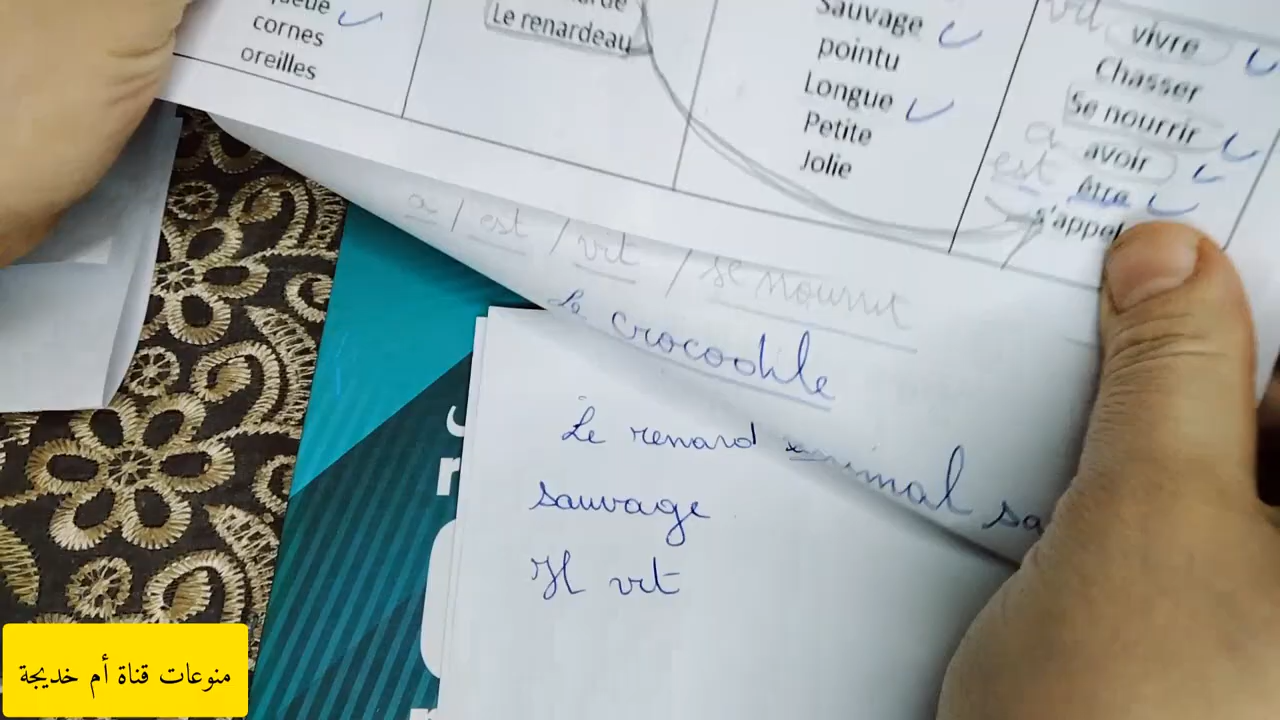 cornes
oreilles
Le renardeau
Sauvage
pointu
Longue
Petite
Jolie
vit vivre
Chasser
Se nourrir
a avoir
est être
s'appel
a / est / vit / se nourrit
Le crocodile
Le renard animal sa
sauvage
Il vit
منوعات قناة أم خديجة